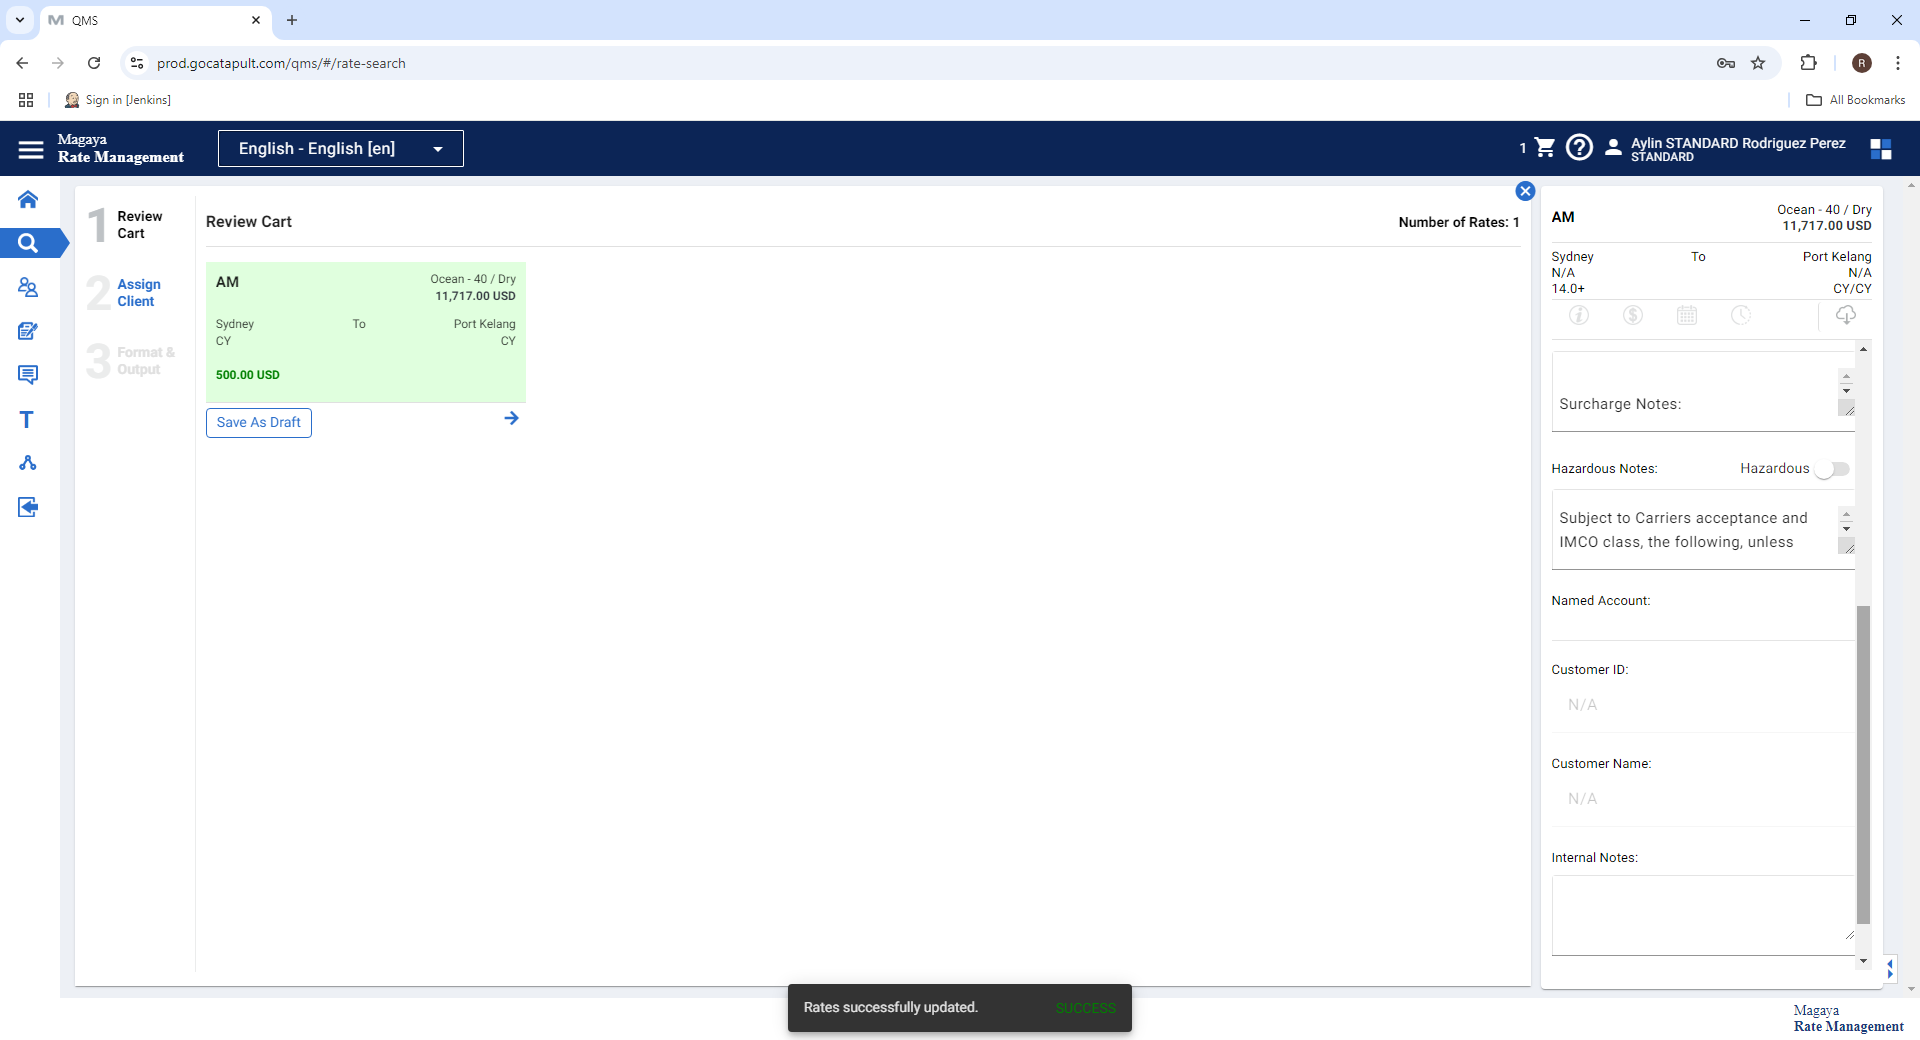 QMS
prod.gocatapult.com/qms/#/rate-search
R
Sign in [Jenkins]
All Bookmarks
Magaya
Rate Management
English - English [en]
1
Aylin STANDARD Rodriguez Perez
STANDARD
1 Review
Cart
2 Assign
Client
3 Format &
Output
Review Cart
Number of Rates: 1
AM
Ocean - 40 / Dry
11,717.00 USD
Sydney To Port Kelang
CY CY
500.00 USD
Save As Draft
AM
Ocean - 40 / Dry
11,717.00 USD
Sydney To Port Kelang
N/A N/A
14.0+ CY/CY
Surcharge Notes:
Hazardous Notes: Hazardous
Subject to Carriers acceptance and
IMCO class, the following, unless
Named Account:
Customer ID:
N/A
Customer Name:
N/A
Internal Notes:
Rates successfully updated. SUCCESS
Magaya
Rate Management